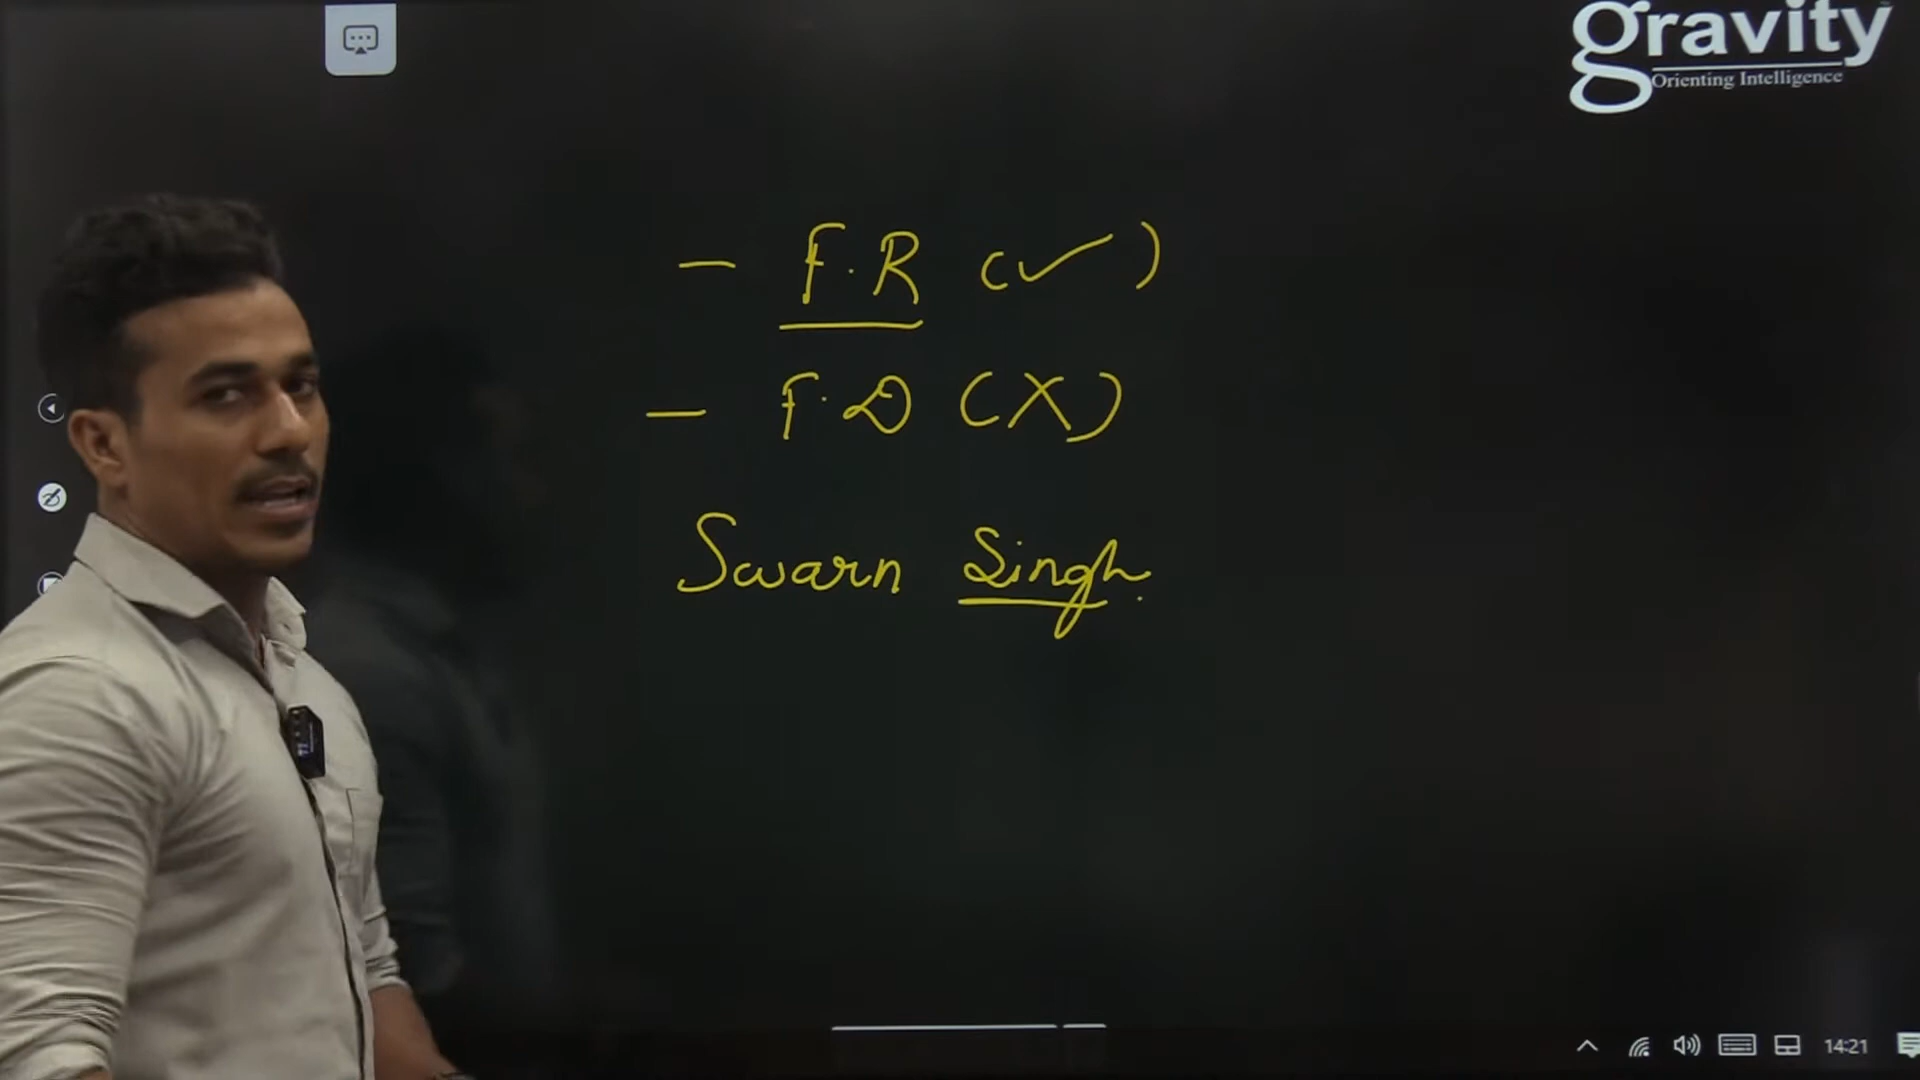 gravity
Orienting Intelligence
- F.R (✓)
- F.D (X)
Swarn Singh.
14:21